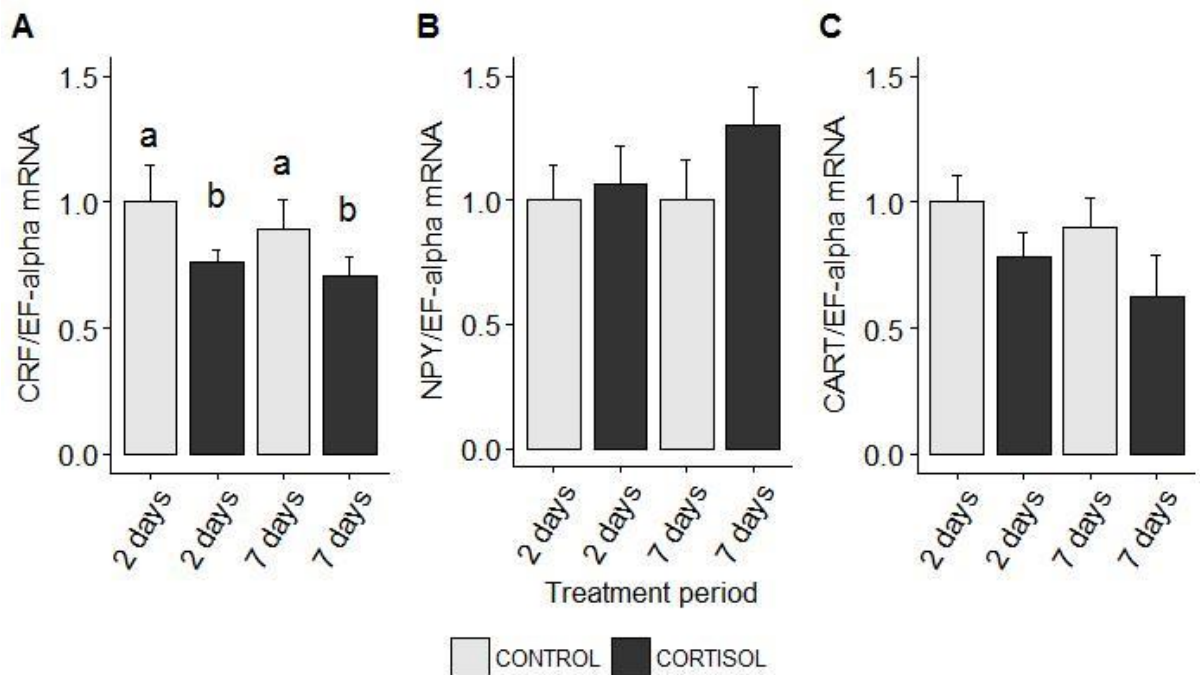 A
CRF/EF-alpha mRNA
1.5
1.0
0.5
0.0
a
b
a
b
2 days
2 days
7 days
7 days
B
NPY/EF-alpha mRNA
1.5
1.0
0.5
0.0
2 days
2 days
7 days
7 days
Treatment period
C
CART/EF-alpha mRNA
1.5
1.0
0.5
0.0
2 days
2 days
7 days
7 days
CONTROL
CORTISOL